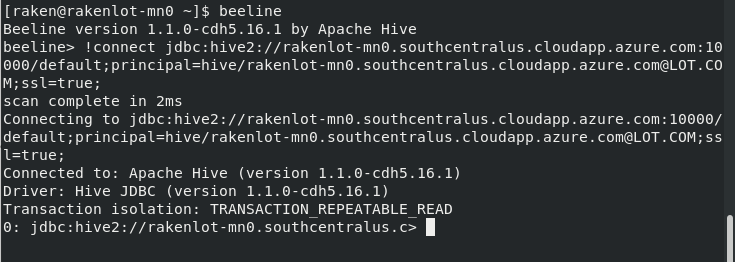 [raken@rakenlot-mn0 ~]$ beeline
Beeline version 1.1.0-cdh5.16.1 by Apache Hive
beeline> !connect jdbc:hive2://rakenlot-mn0.southcentralus.cloudapp.azure.com:10
000/default;principal=hive/rakenlot-mn0.southcentralus.cloudapp.azure.com@LOT.CO
M;ssl=true;
scan complete in 2ms
Connecting to jdbc:hive2://rakenlot-mn0.southcentralus.cloudapp.azure.com:10000/
default;principal=hive/rakenlot-mn0.southcentralus.cloudapp.azure.com@LOT.COM;ss
l=true;
Connected to: Apache Hive (version 1.1.0-cdh5.16.1)
Driver: Hive JDBC (version 1.1.0-cdh5.16.1)
Transaction isolation: TRANSACTION_REPEATABLE_READ
0: jdbc:hive2://rakenlot-mn0.southcentralus.c>